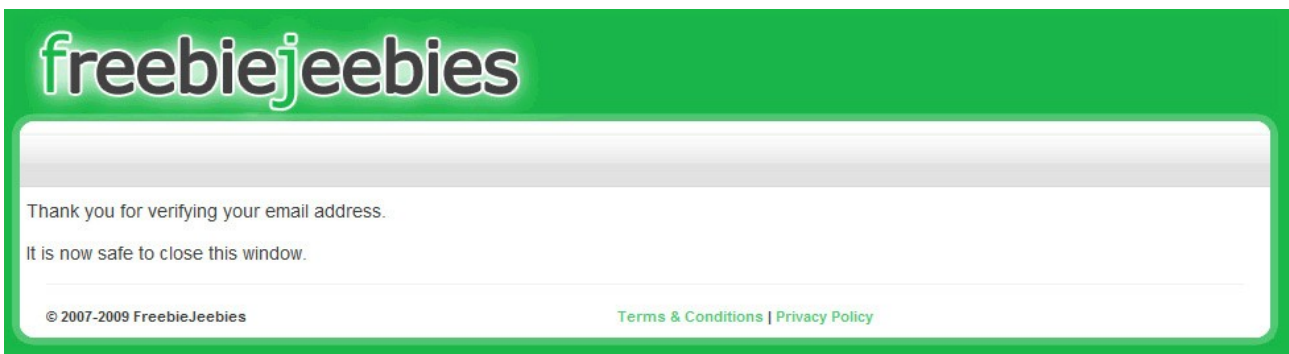 freebiejeebies
Thank you for verifying your email address.
It is now safe to close this window.
© 2007-2009 FreebieJeebies Terms & Conditions | Privacy Policy